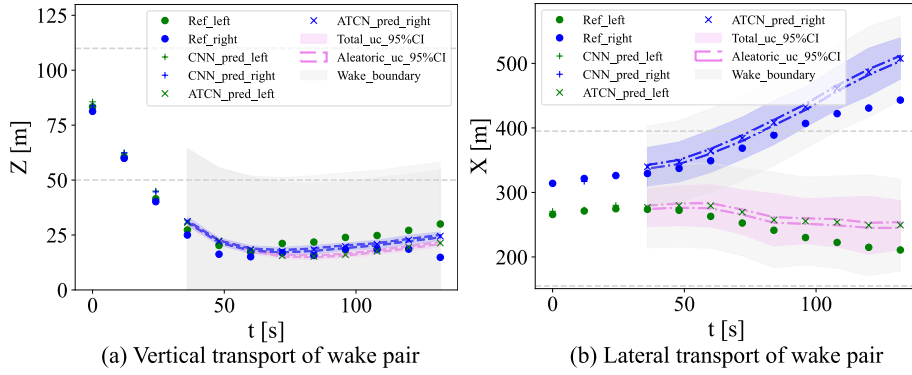 125
100
75
50
25
0
Z [m]
0
50
100
t [s]
Ref_left
Ref_right
CNN_pred_left
CNN_pred_right
ATCN_pred_left
ATCN_pred_right
Total_uc_95%CI
Aleatoric_uc_95%CI
Wake_boundary
(a) Vertical transport of wake pair
500
400
300
200
X [m]
0
50
100
t [s]
Ref_left
Ref_right
CNN_pred_left
CNN_pred_right
ATCN_pred_left
ATCN_pred_right
Total_uc_95%CI
Aleatoric_uc_95%CI
Wake_boundary
(b) Lateral transport of wake pair